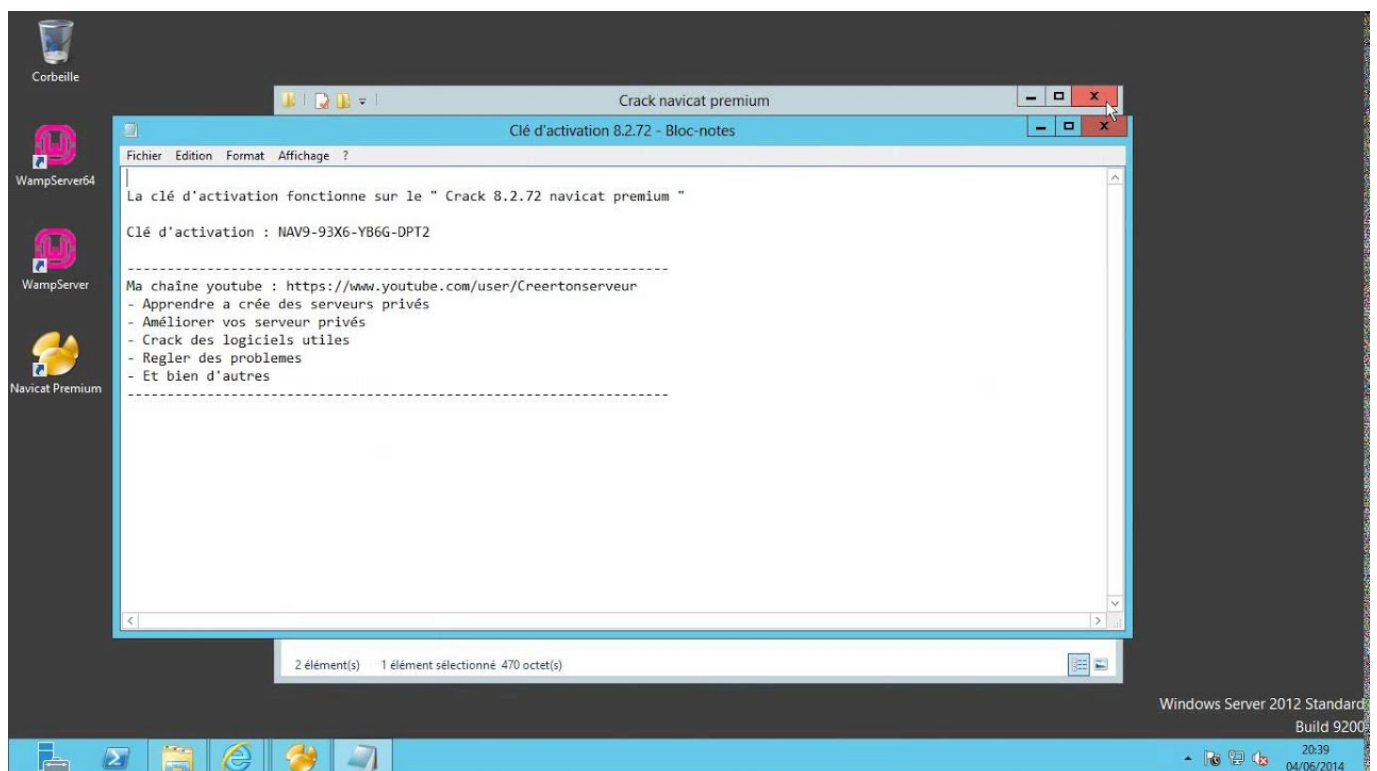 Corbeille
Crack navicat premium
Clé d'activation 8.2.72 - Bloc-notes
Fichier Edition Format Affichage ?
WampServer64
La clé d'activation fonctionne sur le " Crack 8.2.72 navicat premium "
Clé d'activation : NAV9-93X6-YB6G-DPT2
---------------------------------------------------------------------
WampServer
Ma chaîne youtube : https://www.youtube.com/user/Creertonserveur
- Apprendre a crée des serveurs privés
- Améliorer vos serveur privés
- Crack des logiciels utiles
- Regler des problemes
- Et bien d'autres
Navicat Premium
---------------------------------------------------------------------
2 élément(s) 1 élément sélectionné 470 octet(s)
Windows Server 2012 Standard
Build 9200
20:39
04/06/2014